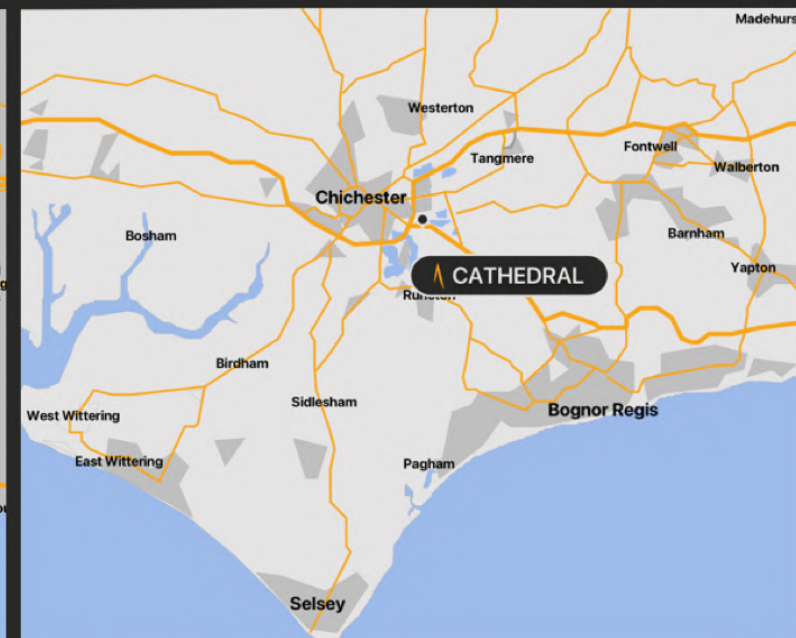 Madehurs
Westerton
Tangmere
Fontwell
Walberton
Chichester
Bosham
Barnham
Yapton
CATHEDRAL
Birdham
Sidlesham
West Wittering
Bognor Regis
East Wittering
Pagham
Selsey